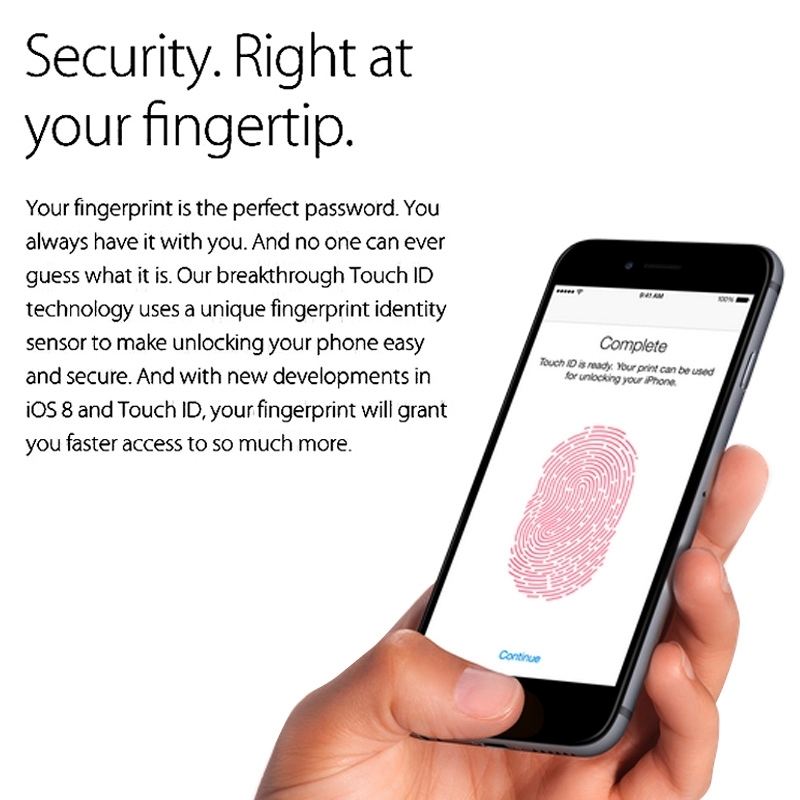 Security. Right at
your fingertip.
Your fingerprint is the perfect password. You
always have it with you. And no one can ever
guess what it is. Our breakthrough Touch ID
technology uses a unique fingerprint identity
sensor to make unlocking your phone easy
and secure. And with new developments in
iOS 8 and Touch ID, your fingerprint will grant
you faster access to so much more.
9:41 AM
100%
Complete
Touch ID is ready. Your print can be used
for unlocking your iPhone.
Continue